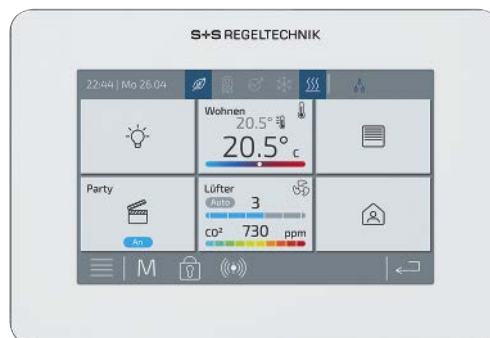 S+S REGELTECHNIK
22:44 | Mo 26.04
Wohnen
20.5°
20.5° c
Party
An
Lüfter
Auto 3
CO² 730 ppm
M